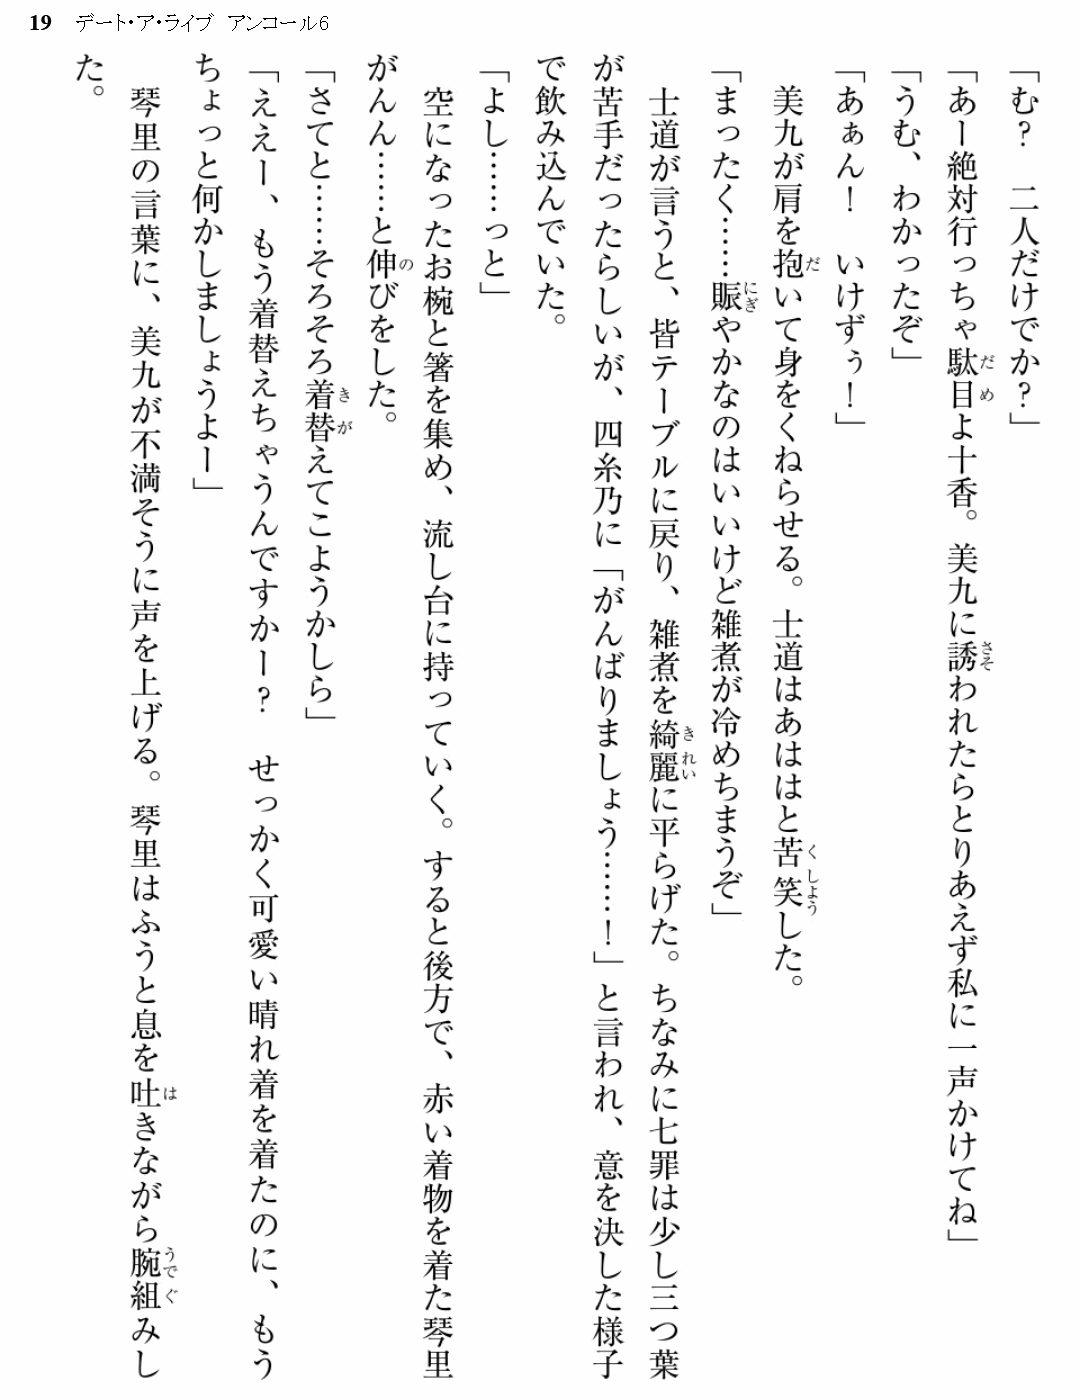 19 デート・ア・ライブ アンコール6
「む？　二人だけでか？」
「あー絶対行っちゃ駄目よ十香。美九に誘われたらとりあえず私に一声かけてね」
「うむ、わかったぞ」
「あぁん！　いけずぅ！」
　美九が肩を抱いて身をくねらせる。士道はあははと苦笑した。
「まったく……賑やかなのはいいけど雑煮が冷めちまうぞ」
　士道が言うと、皆テーブルに戻り、雑煮を綺麗に平らげた。ちなみに七罪は少し三つ葉
が苦手だったらしいが、四糸乃に「がんばりましょう……！」と言われ、意を決した様子
で飲み込んでいた。
「よし……っと」
　空になったお椀と箸を集め、流し台に持っていく。すると後方で、赤い着物を着た琴里
がんん……と伸びをした。
「さてと……そろそろ着替えてこようかしら」
「ええー、もう着替えちゃうんですかー？　せっかく可愛い晴れ着を着たのに、もう
ちょっと何かしましょうよー」
　琴里の言葉に、美九が不満そうに声を上げる。琴里はふうと息を吐きながら腕組みし
た。